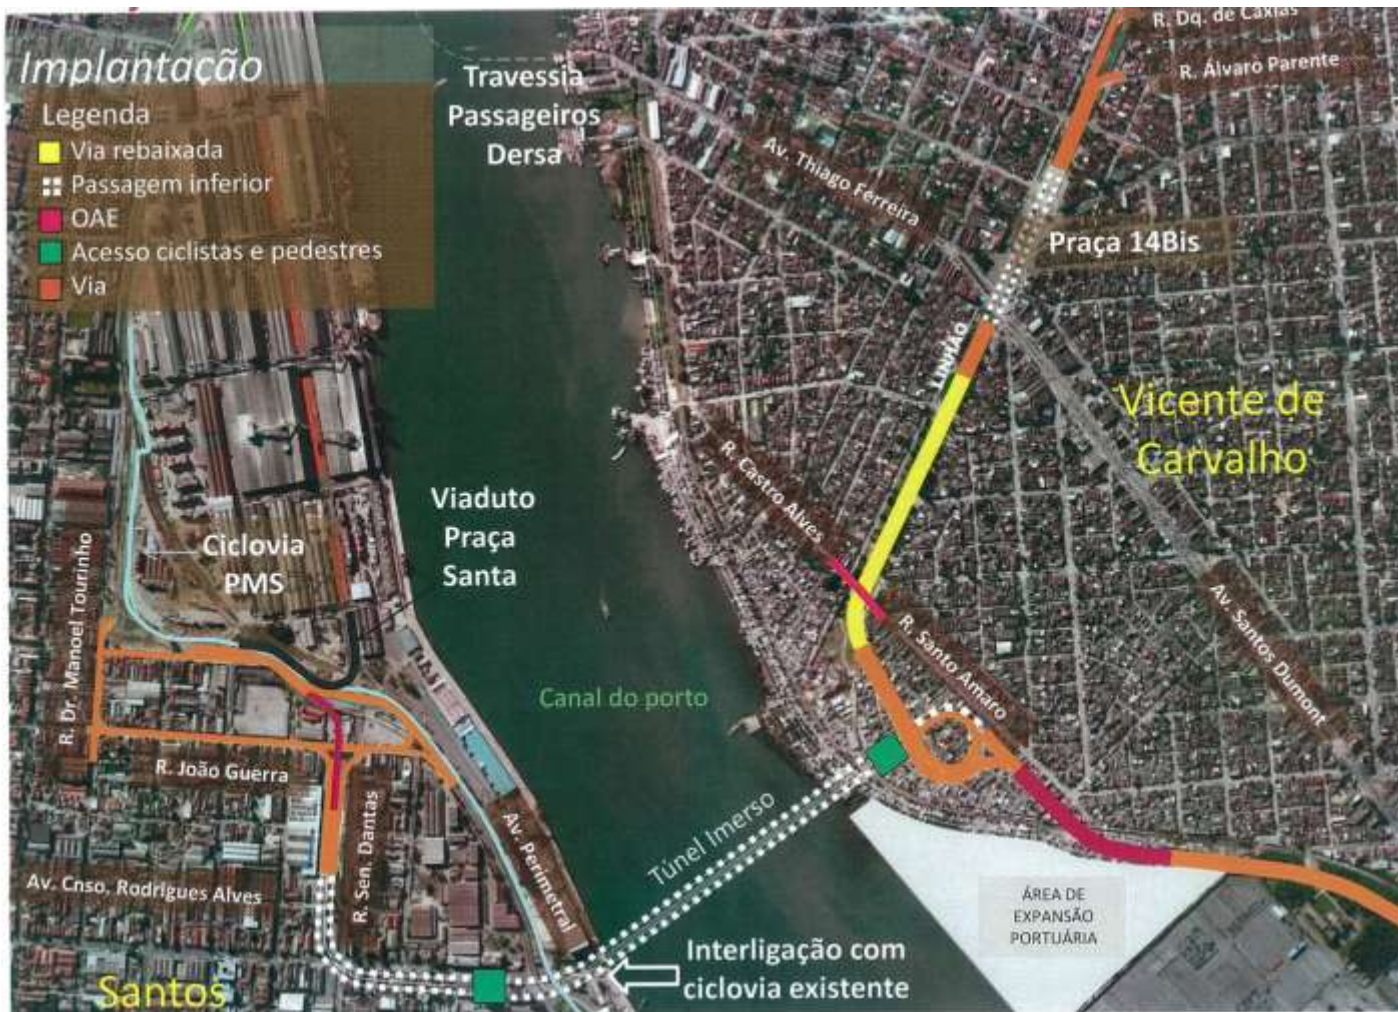 Implantação
Legenda
Via rebaixada
Passagem inferior
OAE
Acesso ciclistas e pedestres
Via
Travessia
Passageiros
Dersa
R. Dq. de Caxias
R. Álvaro Parente
Av. Thiago Ferreira
Praça 14Bis
LINHÃO
Vicente de
Carvalho
R. Castro Alves
Viaduto
Praça
Santa
Ciclovia
PMS
R. Dr. Manoel Tourinho
R. Santo Amaro
Av. Santos Dumont
Canal do porto
R. João Guerra
R. Sen Dantas
Av. Perimetral
Túnel Imerso
Av. Cnso. Rodrigues Alves
ÁREA DE
EXPANSÃO
PORTUÁRIA
Interligação com
ciclovia existente
Santos